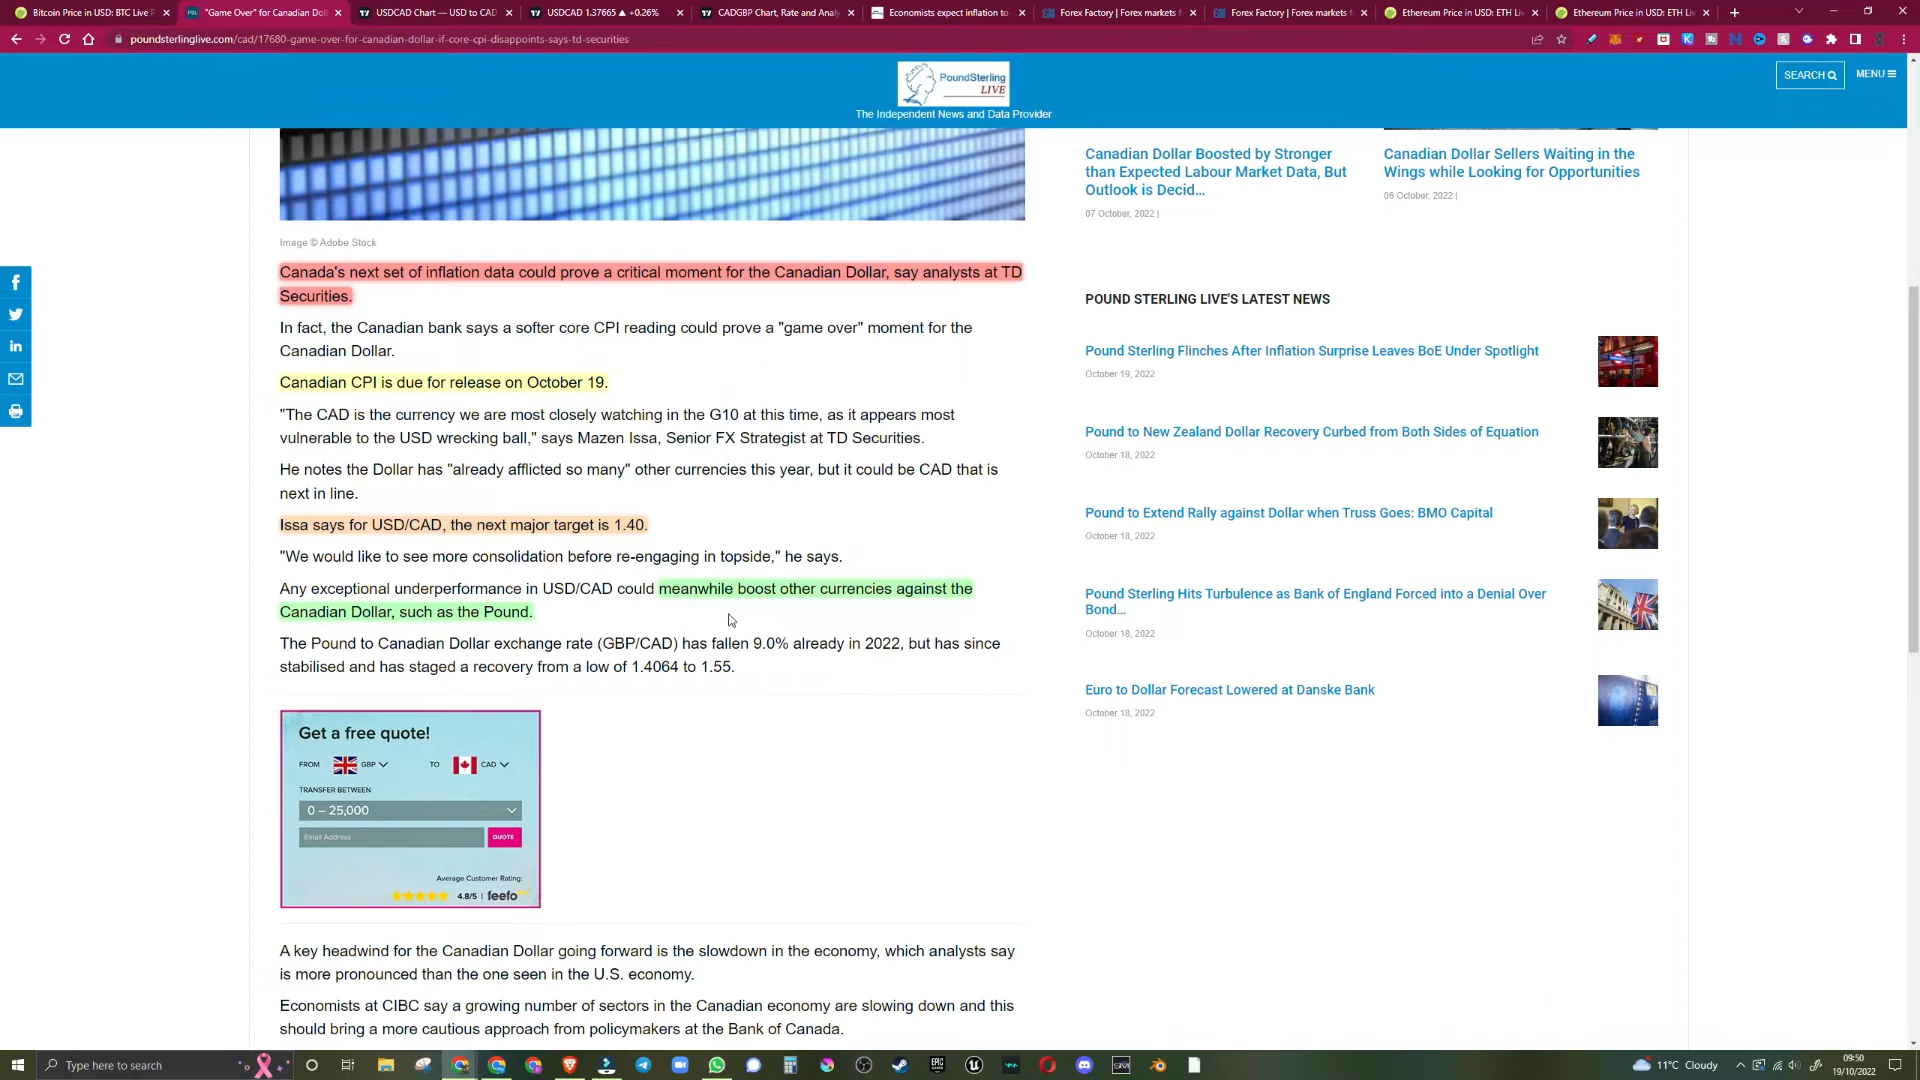 Bitcoin Price in USD: BTC Live P
"Game Over" for Canadian Doll
USDCAD Chart — USD to CAD
USDCAD 1.37665 ▲ +0.26%
CADGBP Chart, Rate and Analy
Economists expect inflation to
Forex Factory | Forex markets f
Forex Factory | Forex markets f
Ethereum Price in USD: ETH Liv
Ethereum Price in USD: ETH Liv
poundsterlinglive.com/cad/17680-game-over-for-canadian-dollar-if-core-cpi-disappoints-says-td-securities
PoundSterling
LIVE
The Independent News and Data Provider
SEARCH
MENU
Image © Adobe Stock
Canada's next set of inflation data could prove a critical moment for the Canadian Dollar, say analysts at TD
Securities.
In fact, the Canadian bank says a softer core CPI reading could prove a "game over" moment for the
Canadian Dollar.
Canadian CPI is due for release on October 19.
"The CAD is the currency we are most closely watching in the G10 at this time, as it appears most
vulnerable to the USD wrecking ball," says Mazen Issa, Senior FX Strategist at TD Securities.
He notes the Dollar has "already afflicted so many" other currencies this year, but it could be CAD that is
next in line.
Issa says for USD/CAD, the next major target is 1.40.
"We would like to see more consolidation before re-engaging in topside," he says.
Any exceptional underperformance in USD/CAD could meanwhile boost other currencies against the
Canadian Dollar, such as the Pound.
The Pound to Canadian Dollar exchange rate (GBP/CAD) has fallen 9.0% already in 2022, but has since
stabilised and has staged a recovery from a low of 1.4064 to 1.55.
Get a free quote!
FROM GBP TO CAD
TRANSFER BETWEEN
0 – 25,000
Email Address QUOTE
Average Customer Rating:
4.8/5 | feefo
A key headwind for the Canadian Dollar going forward is the slowdown in the economy, which analysts say
is more pronounced than the one seen in the U.S. economy.
Economists at CIBC say a growing number of sectors in the Canadian economy are slowing down and this
should bring a more cautious approach from policymakers at the Bank of Canada.
Canadian Dollar Boosted by Stronger
than Expected Labour Market Data, But
Outlook is Decid...
07 October, 2022 |
Canadian Dollar Sellers Waiting in the
Wings while Looking for Opportunities
06 October, 2022 |
POUND STERLING LIVE'S LATEST NEWS
Pound Sterling Flinches After Inflation Surprise Leaves BoE Under Spotlight
October 19, 2022
Pound to New Zealand Dollar Recovery Curbed from Both Sides of Equation
October 18, 2022
Pound to Extend Rally against Dollar when Truss Goes: BMO Capital
October 18, 2022
Pound Sterling Hits Turbulence as Bank of England Forced into a Denial Over
Bond...
October 18, 2022
Euro to Dollar Forecast Lowered at Danske Bank
October 18, 2022
Type here to search
11°C Cloudy
09:50
19/10/2022